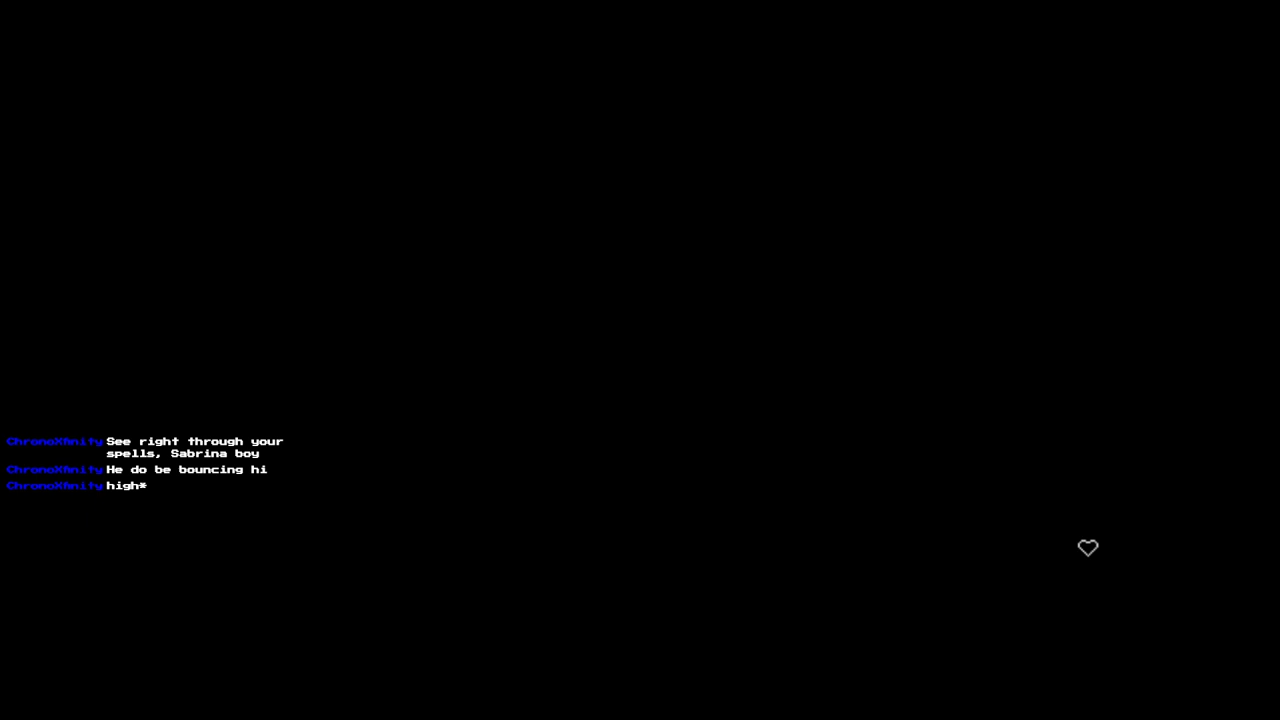 ChronoXAnity See right through your
spells, Sabrina boy
ChronoXAnity He do be bouncing hi
ChronoXAnity high*